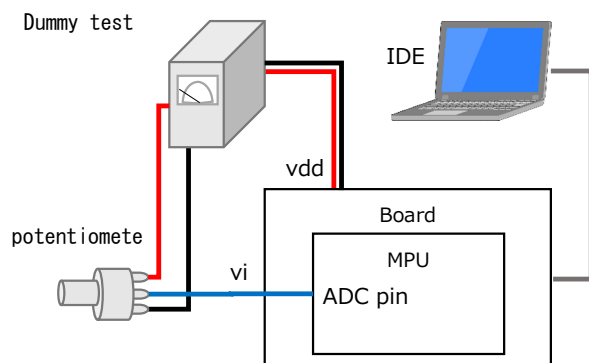 Dummy test
IDE
vdd
Board
potentiomete
MPU
vi
ADC pin